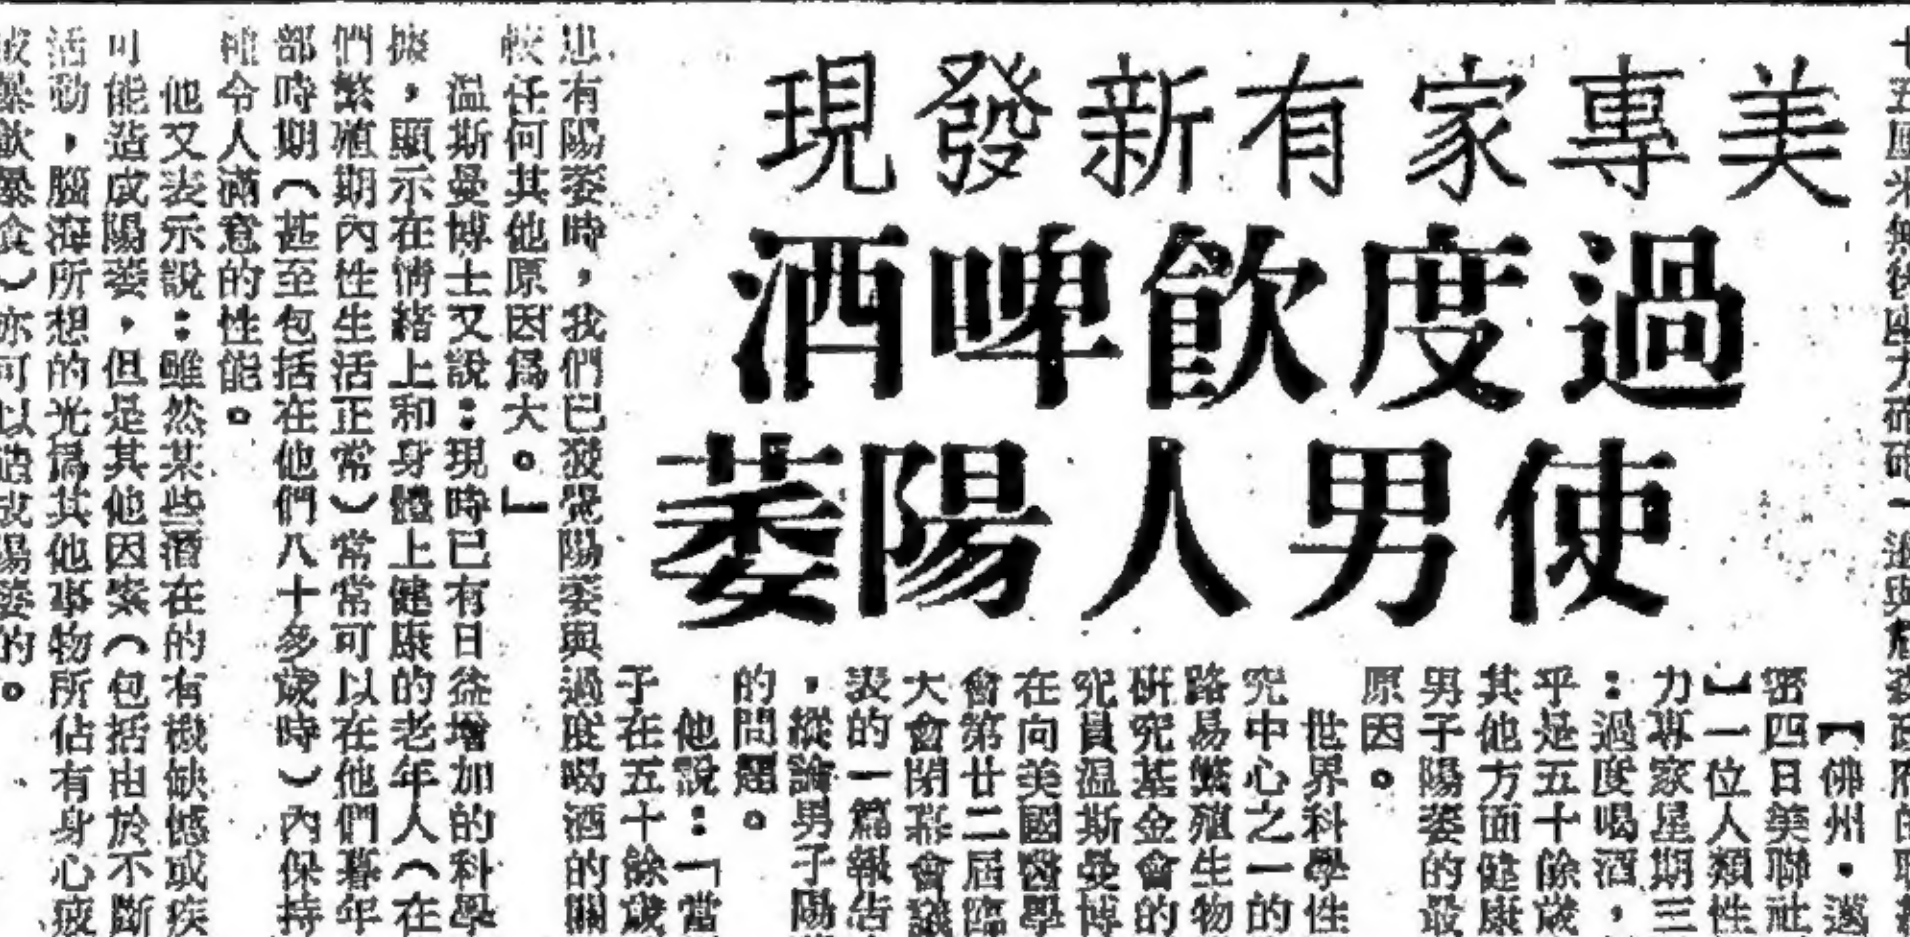 美專家有新發現
過度飲啤酒
使男人陽萎
【佛州·邁
密四日美聯社
】一位人類性
力專家星期三
：過度喝酒，
乎是五十餘歲
其他方面健康
男子陽萎的最
原因。
世界科學性
究中心之一的
路易繁殖生物
研究基金會的
究員温斯曼博
在向美國醫學
會第廿二屆臨
大會閉幕會議
表的一篇報告
，縱論男子陽
的問題。
他說：「當
子在五十餘歲
患有陽萎時，我們已發覺陽萎與過度喝酒的關
較任何其他原因爲大。」
溫斯曼博士又說：現時已有日益增加的科學
據，顯示在情緒上和身體上健康的老年人（在
們繁殖期內性生活正常）常常可以在他們暮年
部時期（甚至包括在他們八十多歲時）內保持
種令人滿意的性能。
他又表示說：雖然某些潛在的有機缺憾或疾
可能造成陽萎，但是其他因素（包括由於不斷
活動，腦海所想的光爲其他事物所佔有身心疲
或暴飲暴食）亦可以造成陽萎的。